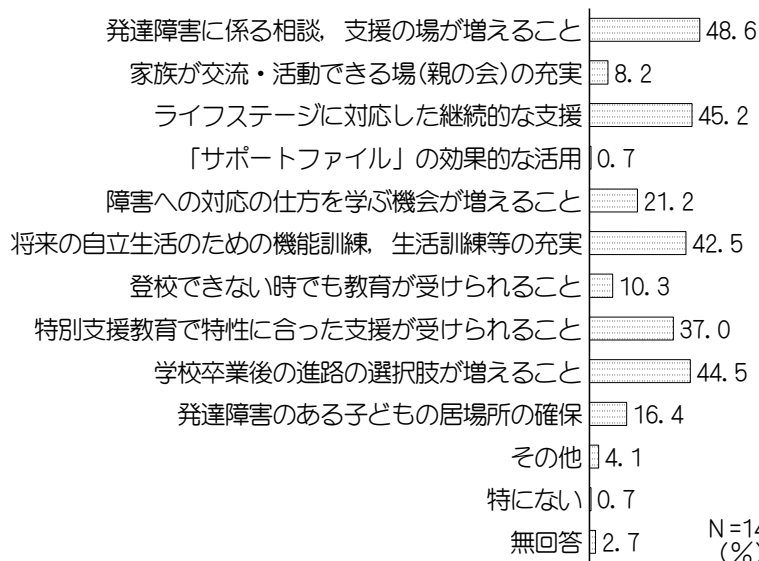 発達障害に係る相談，支援の場が増えること 48.6
家族が交流・活動できる場(親の会)の充実 8.2
ライフステージに対応した継続的な支援 45.2
「サポートファイル」の効果的な活用 0.7
障害への対応の仕方を学ぶ機会が増えること 21.2
将来の自立生活のための機能訓練，生活訓練等の充実 42.5
登校できない時でも教育が受けられること 10.3
特別支援教育で特性に合った支援が受けられること 37.0
学校卒業後の進路の選択肢が増えること 44.5
発達障害のある子どもの居場所の確保 16.4
その他 4.1
特にない 0.7
無回答 2.7
N=14
(%)